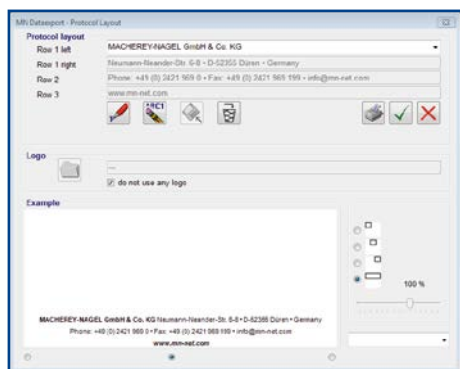 MN Dataexport - Protocol Layout
Protocol layout
Row 1 left MACHEREY-NAGEL GmbH & Co. KG
Row 1 right Neumann-Neander-Str. 6-8 • D-52355 Düren • Germany
Row 2 Phone: +49 (0) 2421 969 0 • Fax: +49 (0) 2421 969 199 • info@mn-net.com
Row 3 www.mn-net.com
Logo
---
do not use any logo
Example
100 %
MACHEREY-NAGEL GmbH & Co. KG Neumann-Neander-Str. 6-8 • D-52355 Düren • Germany
Phone: +49 (0) 2421 969 0 • Fax: +49 (0) 2421 969 199 • info@mn-net.com
www.mn-net.com